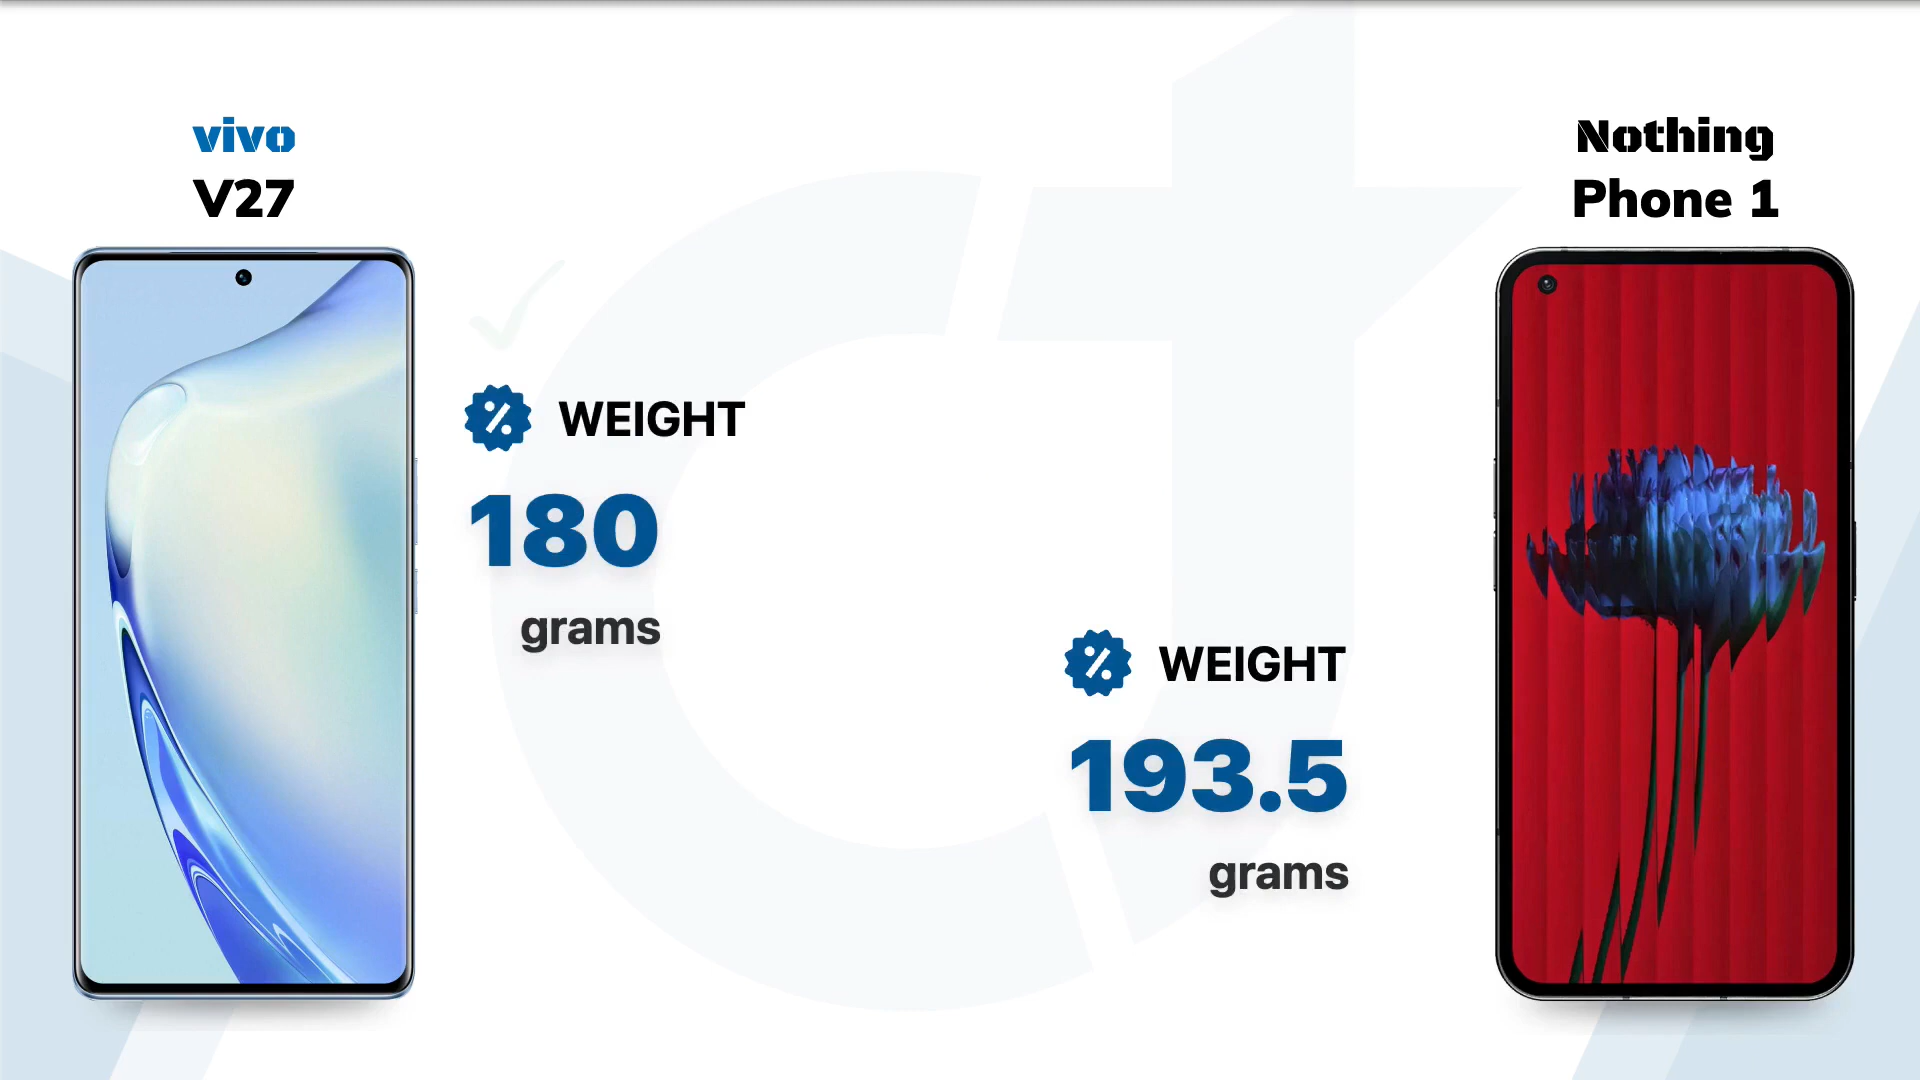 vivo
V27
WEIGHT
180
grams
Nothing
Phone 1
WEIGHT
193.5
grams